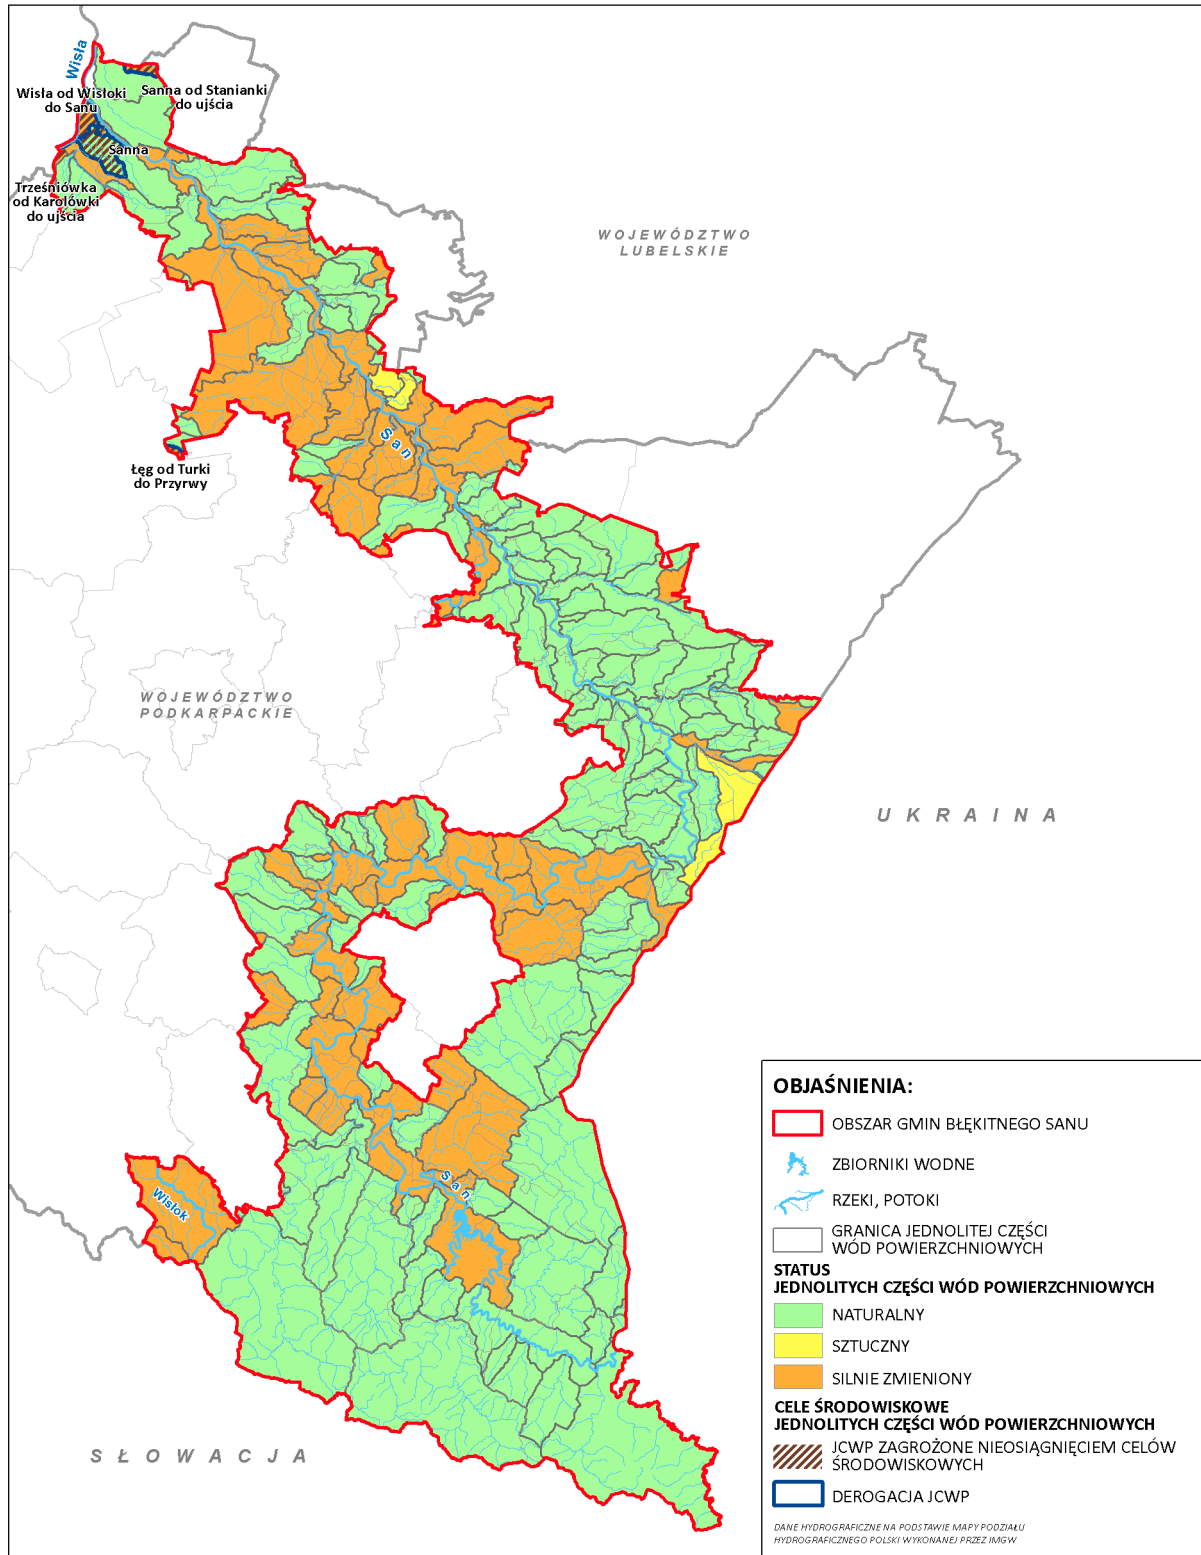 Wisła
Wisła od Wisłoki
do Sanu
Sanna od Stanianki
do ujścia
Sanna
Trześniówka
od Karolówki
do ujścia
WOJEWÓDZTWO
LUBELSKIE
San
Łęg od Turki
do Przyrwy
WOJEWÓDZTWO
PODKARPACKIE
UKRAINA
San
Wisłok
SŁOWACJA
OBJAŚNIENIA:
OBSZAR GMIN BŁĘKITNEGO SANU
ZBIORNIKI WODNE
RZEKI, POTOKI
GRANICA JEDNOLITEJ CZĘŚCI
WÓD POWIERZCHNIOWYCH
STATUS
JEDNOLITYCH CZĘŚCI WÓD POWIERZCHNIOWYCH
NATURALNY
SZTUCZNY
SILNIE ZMIENIONY
CELE ŚRODOWISKOWE
JEDNOLITYCH CZĘŚCI WÓD POWIERZCHNIOWYCH
JCWP ZAGROŻONE NIEOSIĄGNIĘCIEM CELÓW
ŚRODOWISKOWYCH
DEROGACJA JCWP
DANE HYDROGRAFICZNE NA PODSTAWIE MAPY PODZIAŁU
HYDROGRAFICZNEGO POLSKI WYKONANEJ PRZEZ IMGW